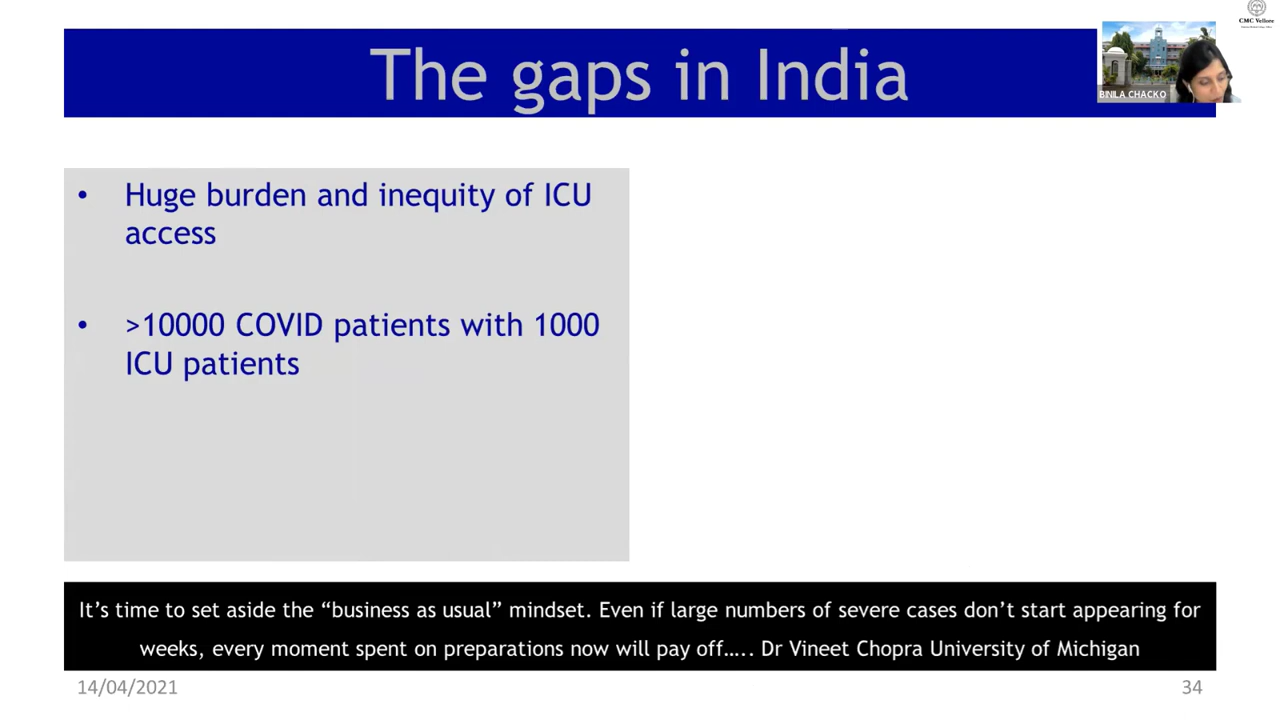 CMC Vellore
The gaps in India
BINILA CHACKO
• Huge burden and inequity of ICU
access
• >10000 COVID patients with 1000
ICU patients
It’s time to set aside the “business as usual” mindset. Even if large numbers of severe cases don’t start appearing for
weeks, every moment spent on preparations now will pay off….. Dr Vineet Chopra University of Michigan
14/04/2021
34